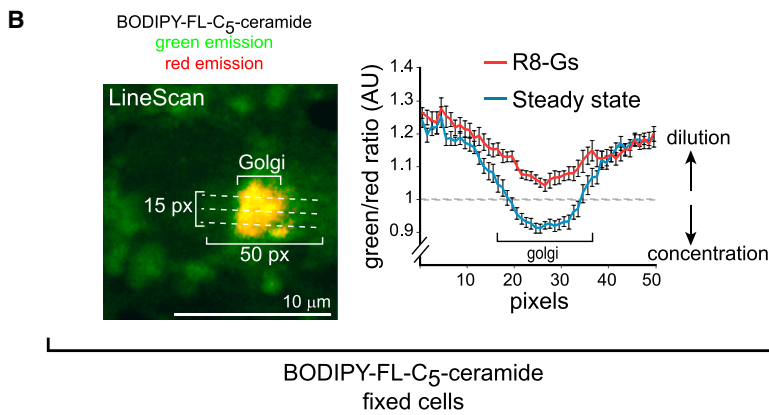 B
BODIPY-FL-C5-ceramide
green emission
red emission
LineScan
Golgi
15 px
50 px
10 μm
green/red ratio (AU)
1.4
1.3
1.2
1.1
1
0.9
R8-Gs
Steady state
golgi
10 20 30 40 50
pixels
dilution
concentration
BODIPY-FL-C5-ceramide
fixed cells